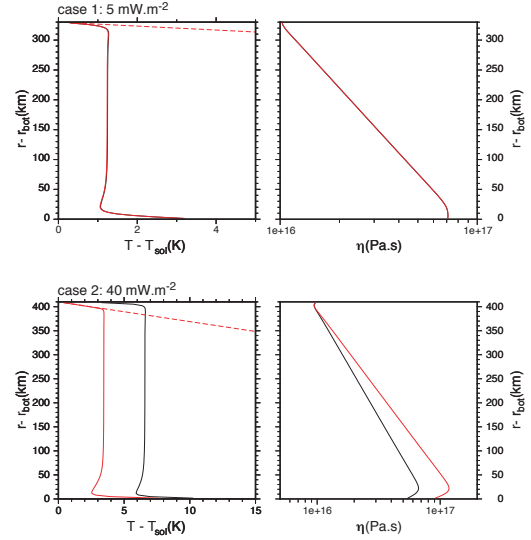 case 1: 5 mW.m-2
300
250
200
150
100
50
0
r- rbot(km)
0 2 4
T - Tsol(K)
300
250
200
150
100
50
0
r- rbot(km)
1e+16 1e+17
η(Pa.s)
case 2: 40 mW.m-2
400
350
300
250
200
150
100
50
0
r- rbot(km)
0 5 10 15
T - Tsol(K)
400
350
300
250
200
150
100
50
0
r- rbot(km)
1e+16 1e+17
η(Pa.s)